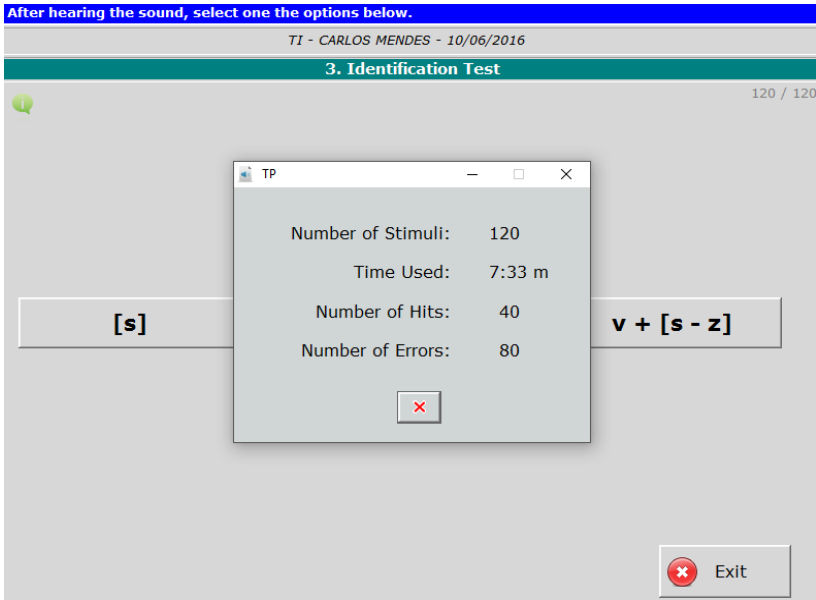 After hearing the sound, select one the options below.
TI - CARLOS MENDES - 10/06/2016
3. Identification Test
120 / 120
TP
Number of Stimuli: 120
Time Used: 7:33 m
Number of Hits: 40
Number of Errors: 80
[s]
v + [s - z]
Exit